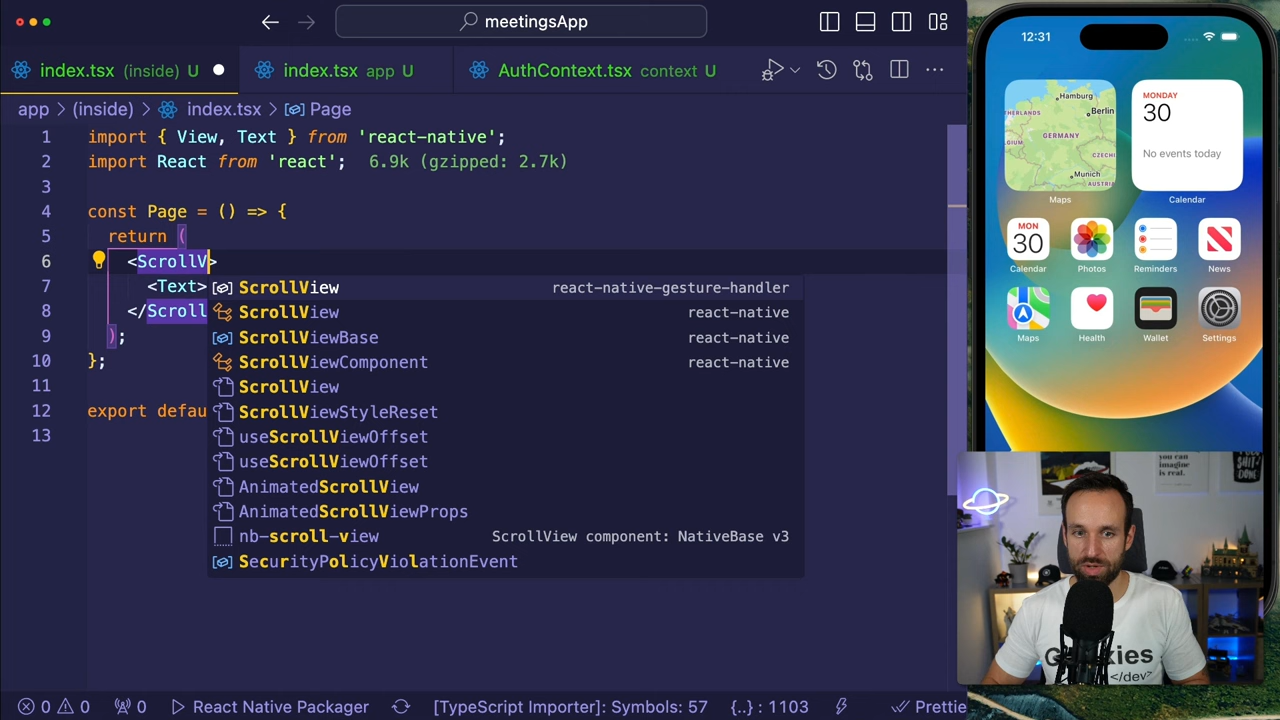 meetingsApp
index.tsx (inside) U
index.tsx app U
AuthContext.tsx context U
app > (inside) > index.tsx > Page
1 import { View, Text } from 'react-native';
2 import React from 'react'; 6.9k (gzipped: 2.7k)
3
4 const Page = () => {
5 return (
6 <ScrollV>
7 <Text>
8 </Scroll
9 );
10 };
11
12 export defau
13
ScrollView react-native-gesture-handler
ScrollView react-native
ScrollViewBase react-native
ScrollViewComponent react-native
ScrollView
ScrollViewStyleReset
useScrollViewOffset
useScrollViewOffset
AnimatedScrollView
AnimatedScrollViewProps
nb-scroll-view ScrollView component: NativeBase v3
SecurityPolicyViolationEvent
0 0 0 React Native Packager [TypeScript Importer]: Symbols: 57 {..} : 1103 Prettie
12:31
Hamburg
Berlin
GERMANY
Munich
Maps
MONDAY
30
No events today
Calendar
MON
30
Calendar
Photos
Reminders
News
Maps
Health
Wallet
Settings
you can
imagine
is real.
</dev>